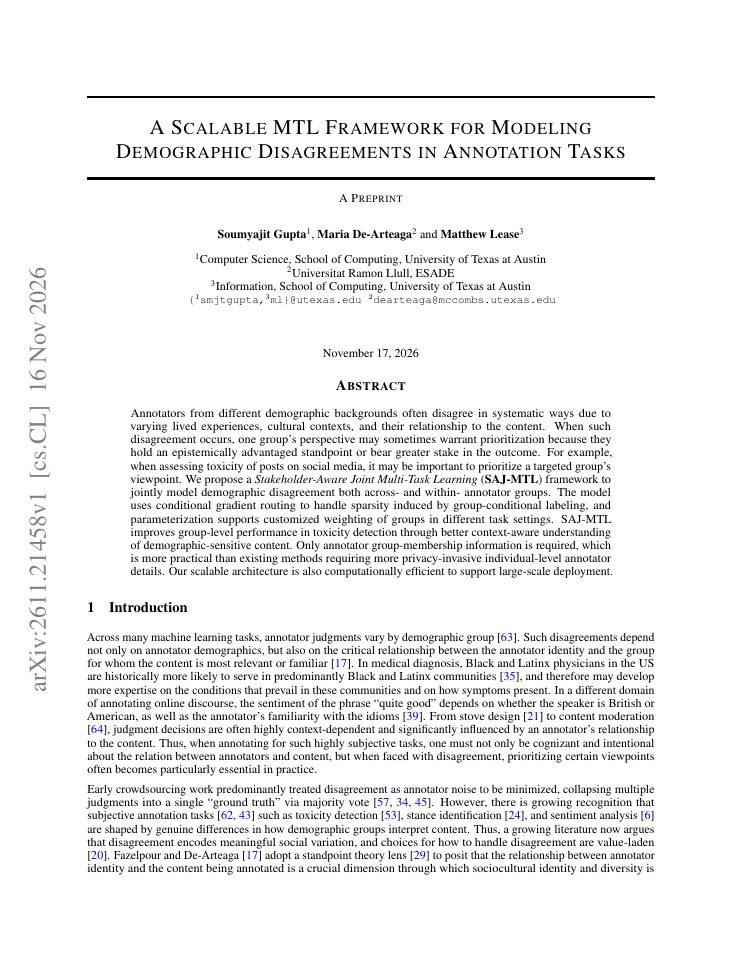 A SCALABLE MTL FRAMEWORK FOR MODELING
DEMOGRAPHIC DISAGREEMENTS IN ANNOTATION TASKS
A PREPRINT
Soumyajit Gupta1, Maria De-Arteaga2 and Matthew Lease3
1Computer Science, School of Computing, University of Texas at Austin
2Universitat Ramon Llull, ESADE
3Information, School of Computing, University of Texas at Austin
{1smjtgupta,3ml}@utexas.edu 2dearteaga@mccombs.utexas.edu
November 17, 2026
ABSTRACT
Annotators from different demographic backgrounds often disagree in systematic ways due to
varying lived experiences, cultural contexts, and their relationship to the content. When such
disagreement occurs, one group's perspective may sometimes warrant prioritization because they
hold an epistemically advantaged standpoint or bear greater stake in the outcome. For example,
when assessing toxicity of posts on social media, it may be important to prioritize a targeted group's
viewpoint. We propose a Stakeholder-Aware Joint Multi-Task Learning (SAJ-MTL) framework to
jointly model demographic disagreement both across- and within- annotator groups. The model
uses conditional gradient routing to handle sparsity induced by group-conditional labeling, and
parameterization supports customized weighting of groups in different task settings. SAJ-MTL
improves group-level performance in toxicity detection through better context-aware understanding
of demographic-sensitive content. Only annotator group-membership information is required, which
is more practical than existing methods requiring more privacy-invasive individual-level annotator
details. Our scalable architecture is also computationally efficient to support large-scale deployment.
1 Introduction
Across many machine learning tasks, annotator judgments vary by demographic group [63]. Such disagreements depend
not only on annotator demographics, but also on the critical relationship between the annotator identity and the group
for whom the content is most relevant or familiar [17]. In medical diagnosis, Black and Latinx physicians in the US
are historically more likely to serve in predominantly Black and Latinx communities [35], and therefore may develop
more expertise on the conditions that prevail in these communities and on how symptoms present. In a different domain
of annotating online discourse, the sentiment of the phrase "quite good" depends on whether the speaker is British or
American, as well as the annotator's familiarity with the idioms [39]. From stove design [21] to content moderation
[64], judgment decisions are often highly context-dependent and significantly influenced by an annotator's relationship
to the content. Thus, when annotating for such highly subjective tasks, one must not only be cognizant and intentional
about the relation between annotators and content, but when faced with disagreement, prioritizing certain viewpoints
often becomes particularly essential in practice.
Early crowdsourcing work predominantly treated disagreement as annotator noise to be minimized, collapsing multiple
judgments into a single "ground truth" via majority vote [57, 34, 45]. However, there is growing recognition that
subjective annotation tasks [62, 43] such as toxicity detection [53], stance identification [24], and sentiment analysis [6]
are shaped by genuine differences in how demographic groups interpret content. Thus, a growing literature now argues
that disagreement encodes meaningful social variation, and choices for how to handle disagreement are value-laden
[20]. Fazelpour and De-Arteaga [17] adopt a standpoint theory lens [29] to posit that the relationship between annotator
identity and the content being annotated is a crucial dimension through which sociocultural identity and diversity is
arXiv:2611.21458v1 [cs.CL] 16 Nov 2026